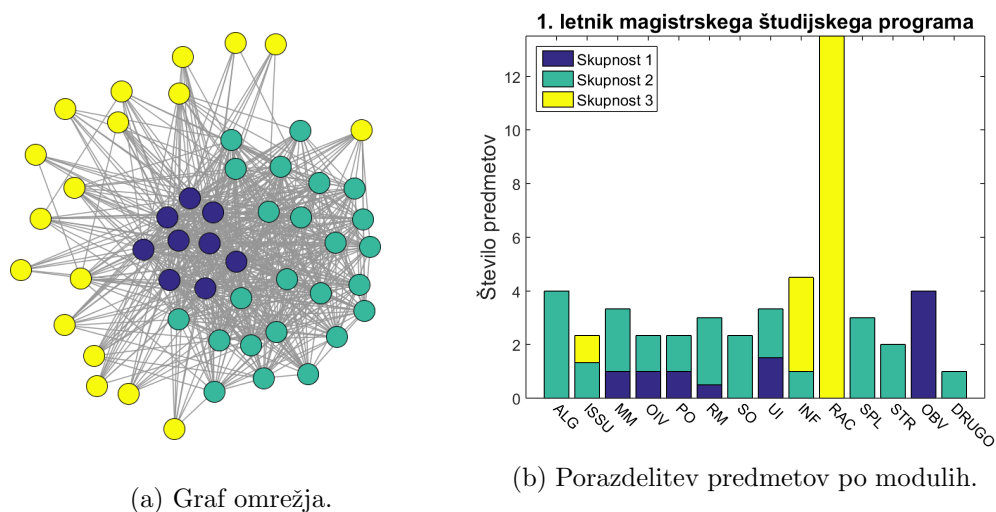 1. letnik magistrskega študijskega programa
Skupnost 1
Skupnost 2
Skupnost 3
Število predmetov
12
10
8
6
4
2
0
ALG
ISSU
MM
OIV
PO
RM
SO
UI
INF
RAC
SPL
STR
OBV
DRUGO
(a) Graf omrežja.
(b) Porazdelitev predmetov po modulih.